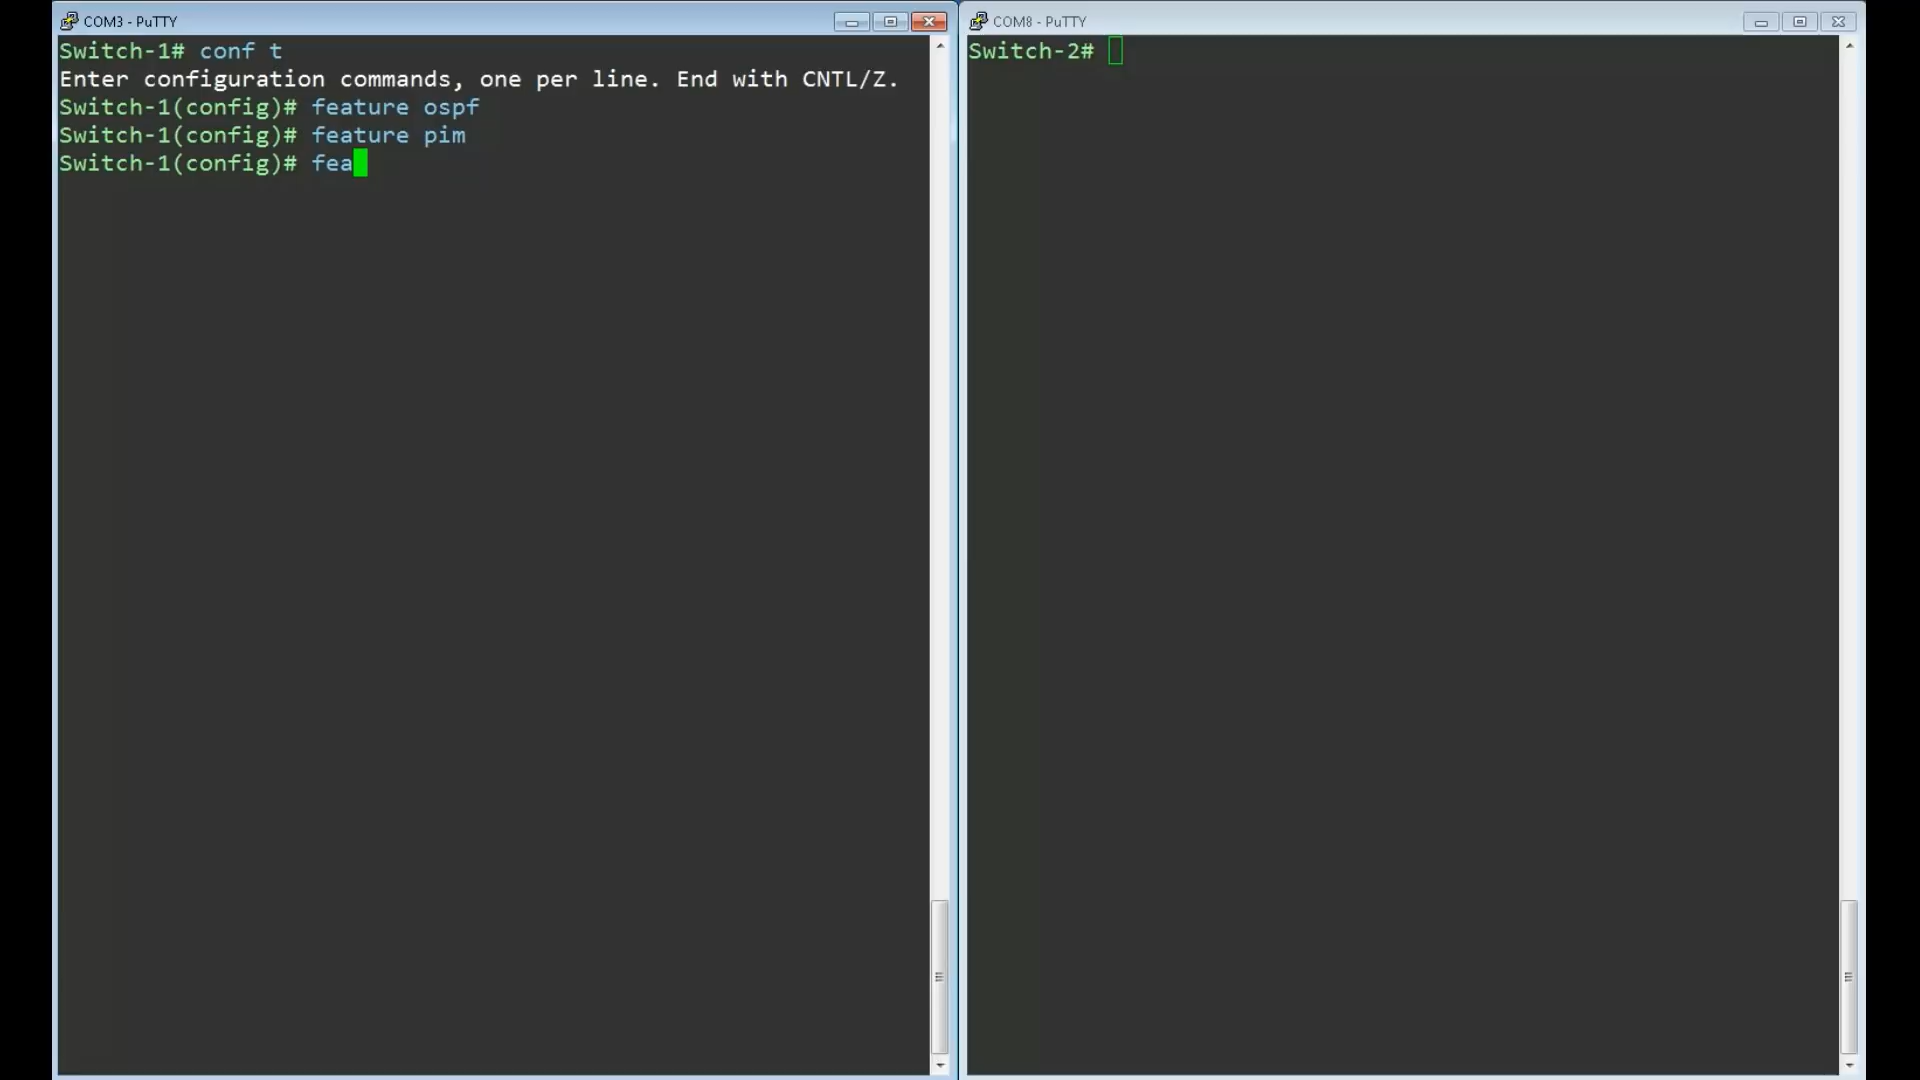 COM3 - PuTTY
Switch-1# conf t
Enter configuration commands, one per line. End with CNTL/Z.
Switch-1(config)# feature ospf
Switch-1(config)# feature pim
Switch-1(config)# fea
COM8 - PuTTY
Switch-2#